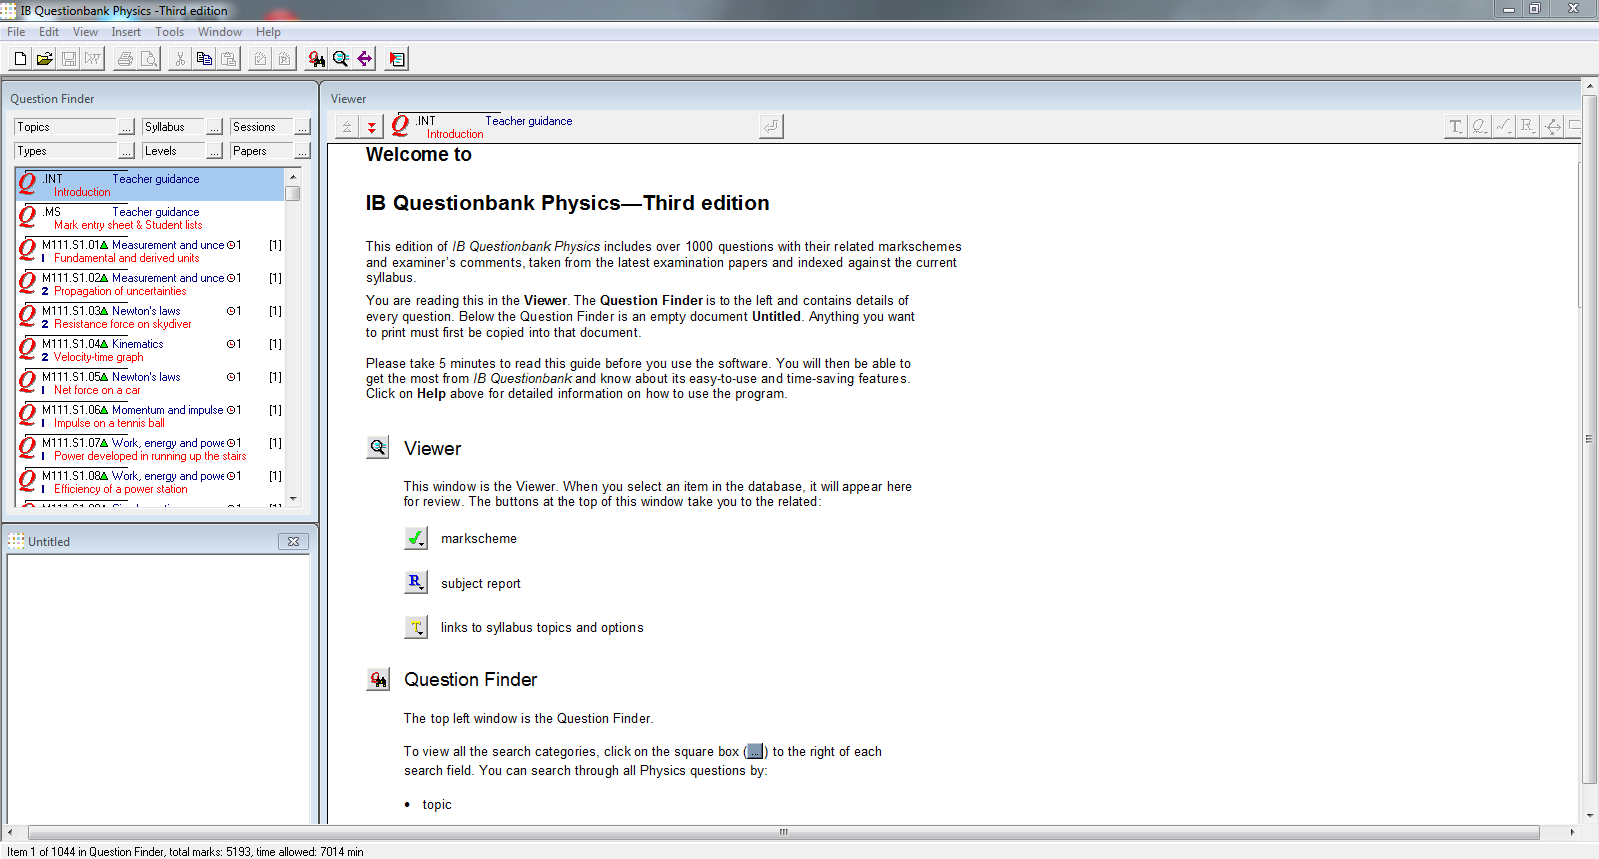 IB Questionbank Physics -Third edition
File Edit View Insert Tools Window Help
Question Finder
Topics ... Syllabus ... Sessions ...
Types ... Levels ... Papers ...
.INT Teacher guidance
Introduction
.MS Teacher guidance
Mark entry sheet & Student lists
M111.S1.01 Measurement and unce 1 [1]
1 Fundamental and derived units
M111.S1.02 Measurement and unce 1 [1]
2 Propagation of uncertainties
M111.S1.03 Newton's laws 1 [1]
2 Resistance force on skydiver
M111.S1.04 Kinematics 1 [1]
2 Velocity-time graph
M111.S1.05 Newton's laws 1 [1]
1 Net force on a car
M111.S1.06 Momentum and impulse 1 [1]
1 Impulse on a tennis ball
M111.S1.07 Work, energy and powe 1 [1]
1 Power developed in running up the stairs
M111.S1.08 Work, energy and powe 1 [1]
1 Efficiency of a power station
Untitled
Viewer
.INT Teacher guidance
Introduction
Welcome to
IB Questionbank Physics—Third edition
This edition of IB Questionbank Physics includes over 1000 questions with their related markschemes
and examiner's comments, taken from the latest examination papers and indexed against the current
syllabus.
You are reading this in the Viewer. The Question Finder is to the left and contains details of
every question. Below the Question Finder is an empty document Untitled. Anything you want
to print must first be copied into that document.
Please take 5 minutes to read this guide before you use the software. You will then be able to
get the most from IB Questionbank and know about its easy-to-use and time-saving features.
Click on Help above for detailed information on how to use the program.
Viewer
This window is the Viewer. When you select an item in the database, it will appear here
for review. The buttons at the top of this window take you to the related:
markscheme
R subject report
T links to syllabus topics and options
Question Finder
The top left window is the Question Finder.
To view all the search categories, click on the square box (...) to the right of each
search field. You can search through all Physics questions by:
• topic
Item 1 of 1044 in Question Finder, total marks: 5193, time allowed: 7014 min